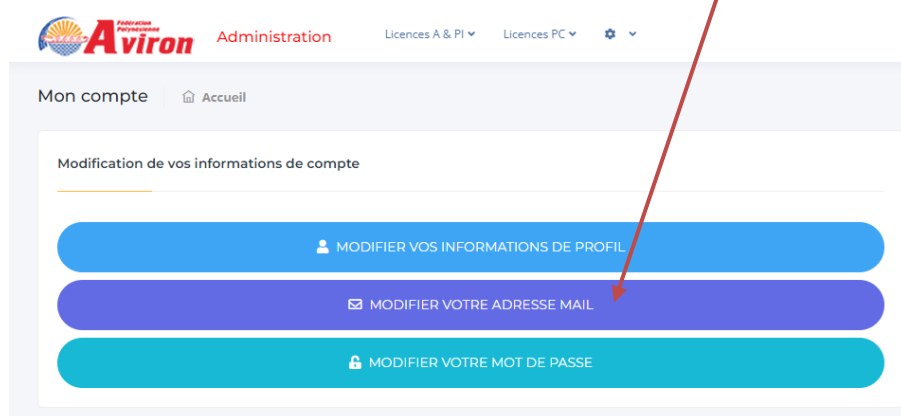 Fédération
Polynésienne
Aviron
Administration
Licences A & PI
Licences PC
Mon compte
Accueil
Modification de vos informations de compte
MODIFIER VOS INFORMATIONS DE PROFIL
MODIFIER VOTRE ADRESSE MAIL
MODIFIER VOTRE MOT DE PASSE